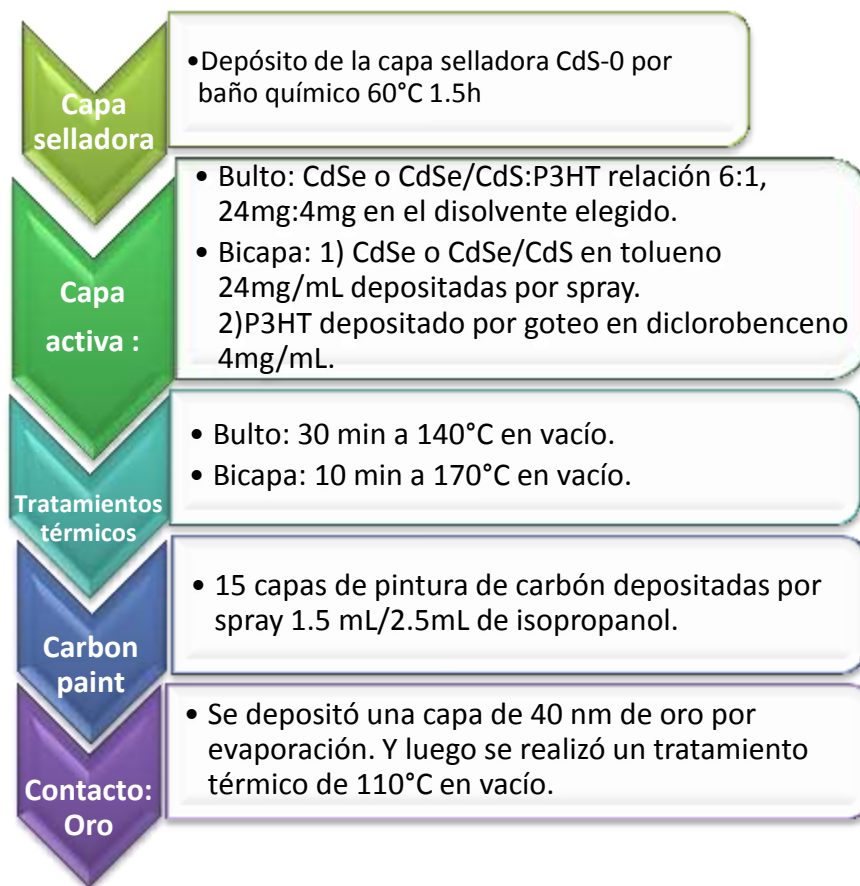 Capa
selladora
•Depósito de la capa selladora CdS-0 por
baño químico 60°C 1.5h
Capa
activa :
• Bulto: CdSe o CdSe/CdS:P3HT relación 6:1,
24mg:4mg en el disolvente elegido.
• Bicapa: 1) CdSe o CdSe/CdS en tolueno
24mg/mL depositadas por spray.
2)P3HT depositado por goteo en diclorobenceno
4mg/mL.
Tratamientos
térmicos
• Bulto: 30 min a 140°C en vacío.
• Bicapa: 10 min a 170°C en vacío.
Carbon
paint
• 15 capas de pintura de carbón depositadas por
spray 1.5 mL/2.5mL de isopropanol.
Contacto:
Oro
• Se depositó una capa de 40 nm de oro por
evaporación. Y luego se realizó un tratamiento
térmico de 110°C en vacío.